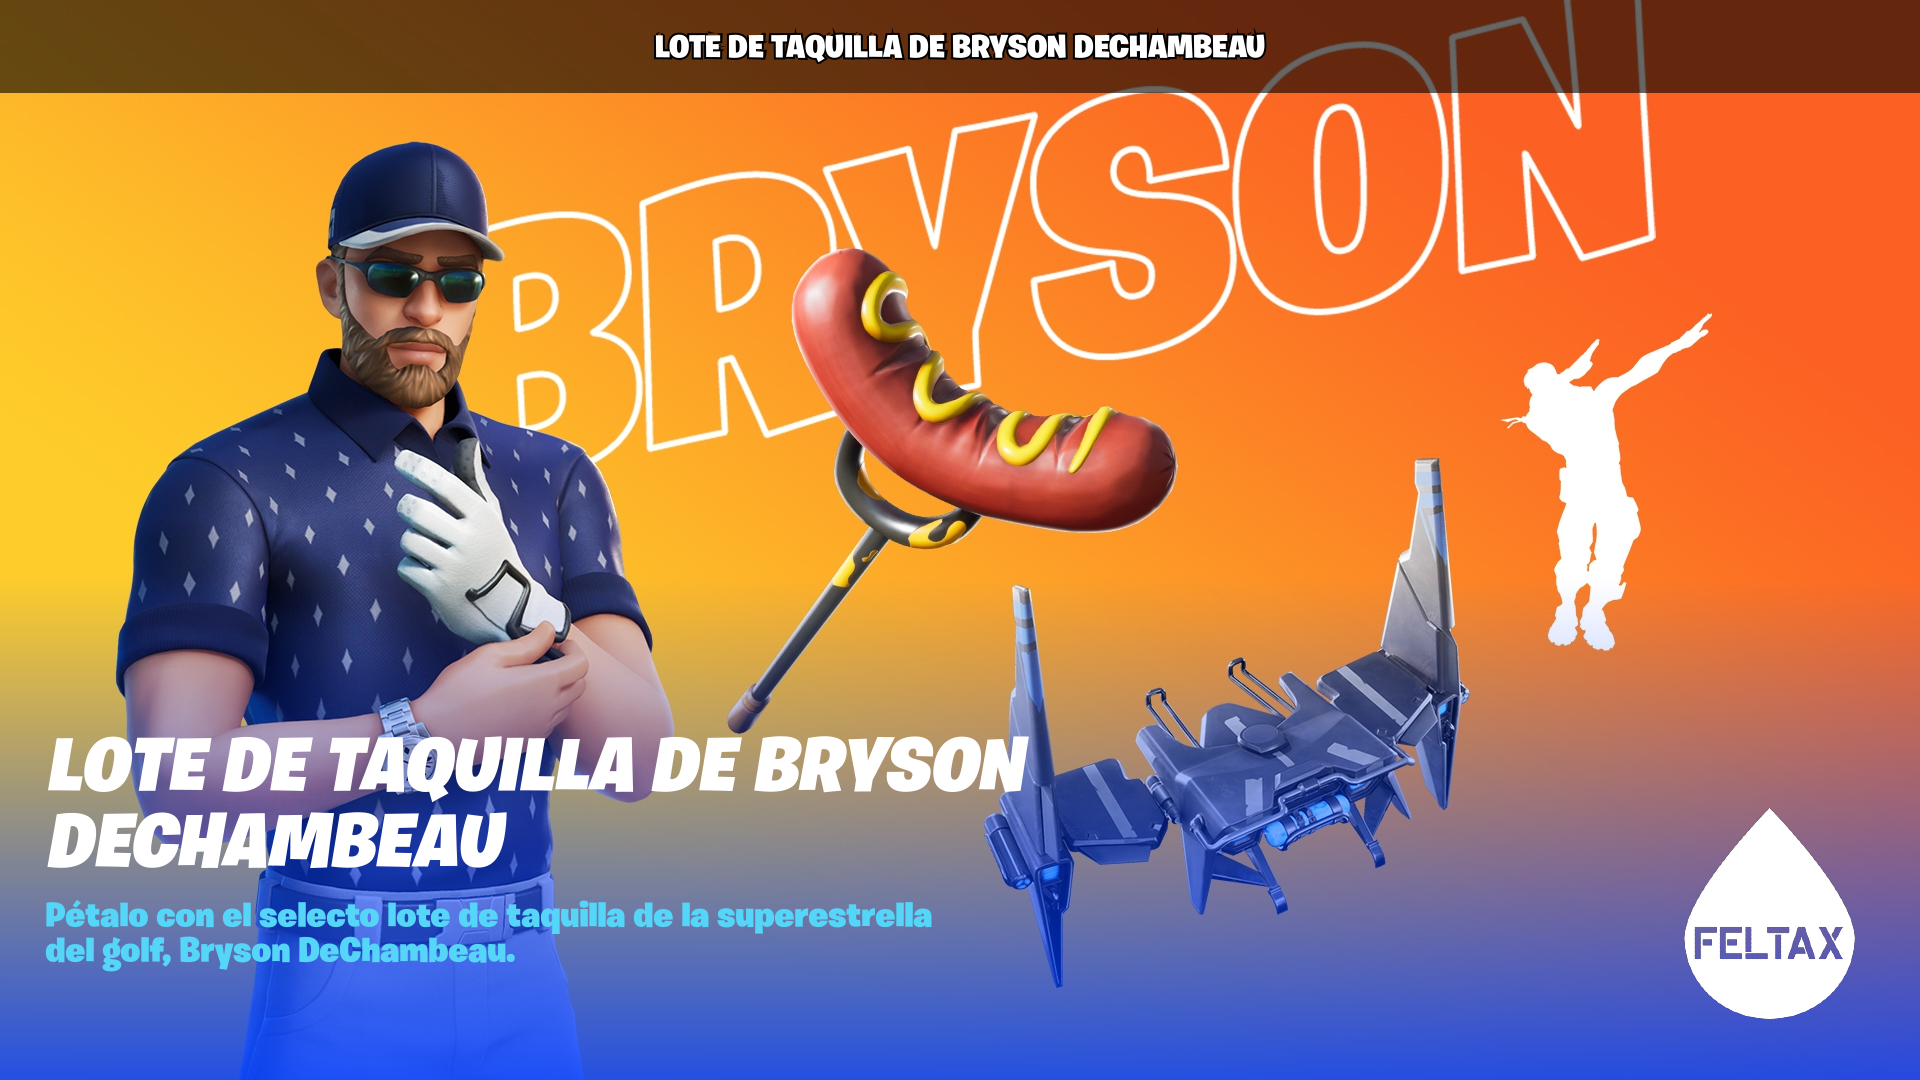 LOTE DE TAQUILLA DE BRYSON DECHAMBEAU
BRYSON
LOTE DE TAQUILLA DE BRYSON
DECHAMBEAU
Pétalo con el selecto lote de taquilla de la superestrella
del golf, Bryson DeChambeau.
FELTAX